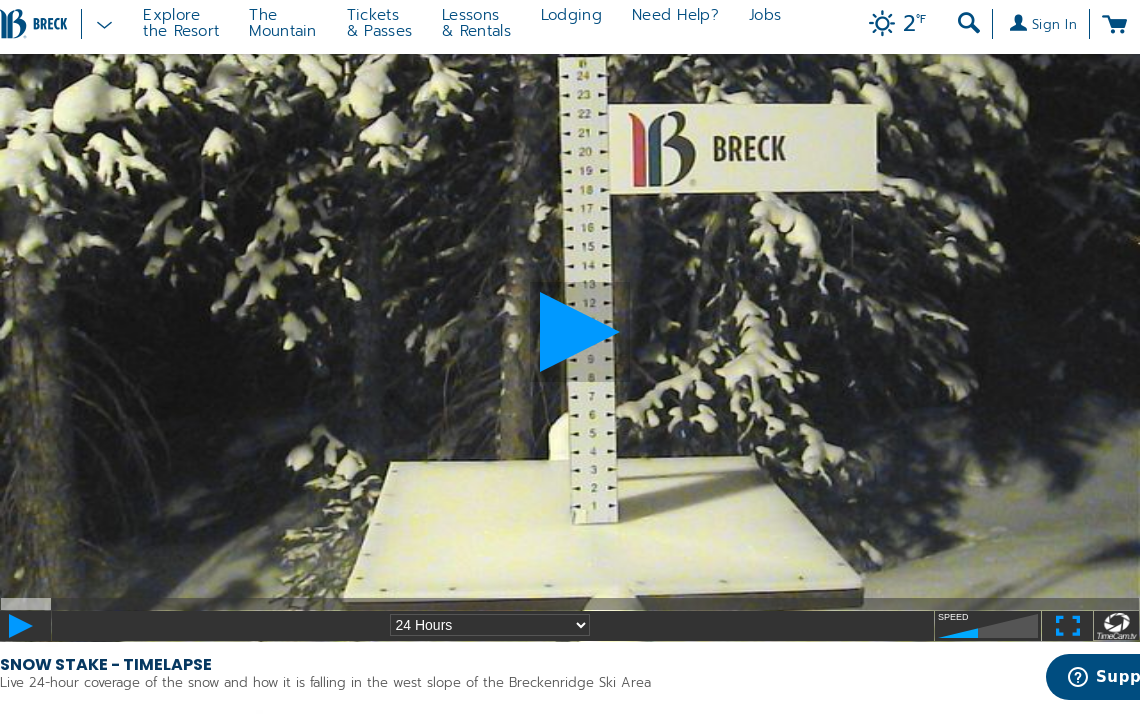 BRECK
Explore
the Resort
The
Mountain
Tickets
& Passes
Lessons
& Rentals
Lodging
Need Help?
Jobs
2°F
Sign In
24
23
22
21
20
19
18
17
16
15
14
13
12
9
8
7
6
5
4
3
2
1
B BRECK
24 Hours
SPEED
TimeCam.tv
SNOW STAKE - TIMELAPSE
Live 24-hour coverage of the snow and how it is falling in the west slope of the Breckenridge Ski Area
Supp